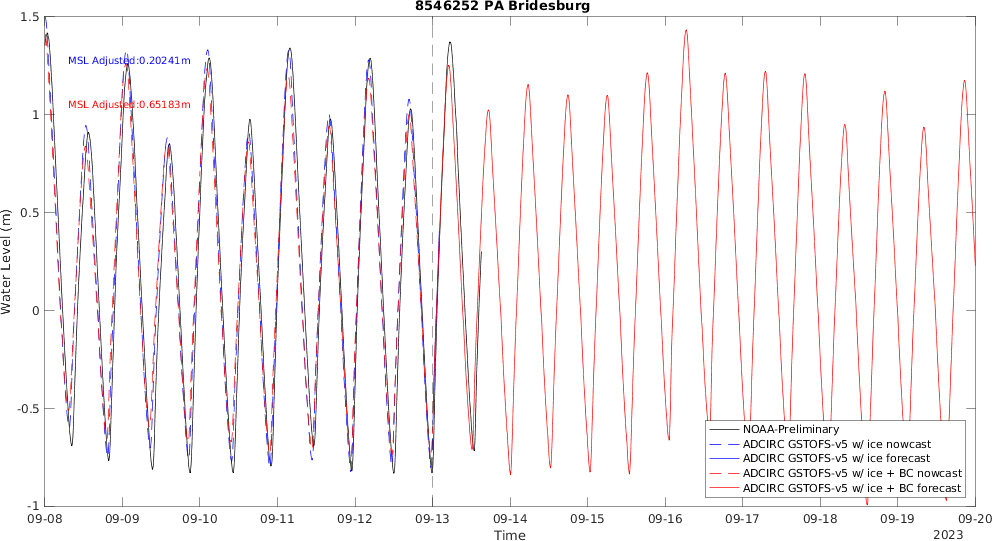 8546252 PA Bridesburg
1.5
1
0.5
0
-0.5
-1
Water Level (m)
MSL Adjusted:0.20241m
MSL Adjusted:0.65183m
NOAA-Preliminary
ADCIRC GSTOFS-v5 w/ ice nowcast
ADCIRC GSTOFS-v5 w/ ice forecast
ADCIRC GSTOFS-v5 w/ ice + BC nowcast
ADCIRC GSTOFS-v5 w/ ice + BC forecast
09-08 09-09 09-10 09-11 09-12 09-13 09-14 09-15 09-16 09-17 09-18 09-19 09-20
Time
2023